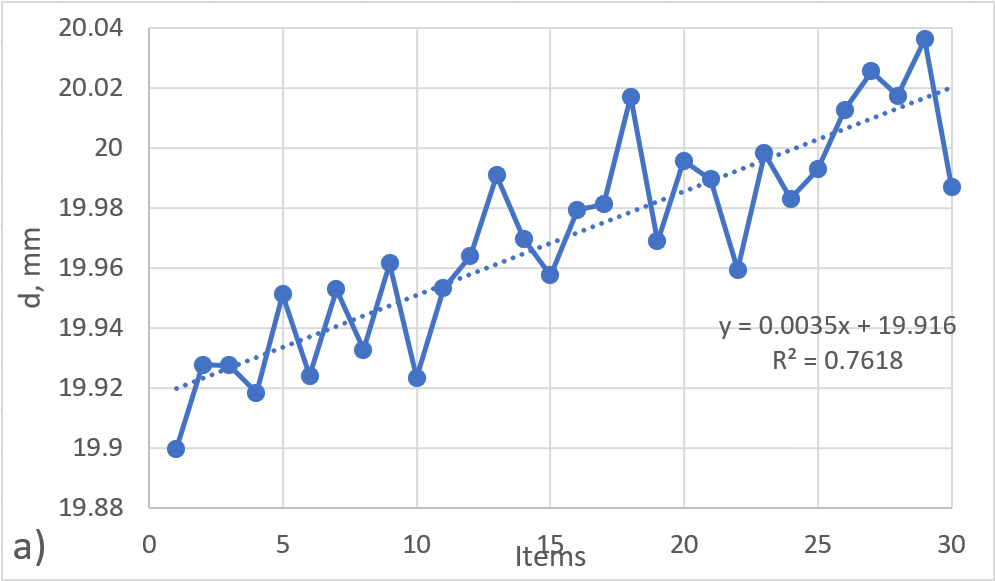 20.04
20.02
20
19.98
19.96
19.94
19.92
19.9
19.88
d, mm
y = 0.0035x + 19.916
R² = 0.7618
0 5 10 15 20 25 30
Items
a)